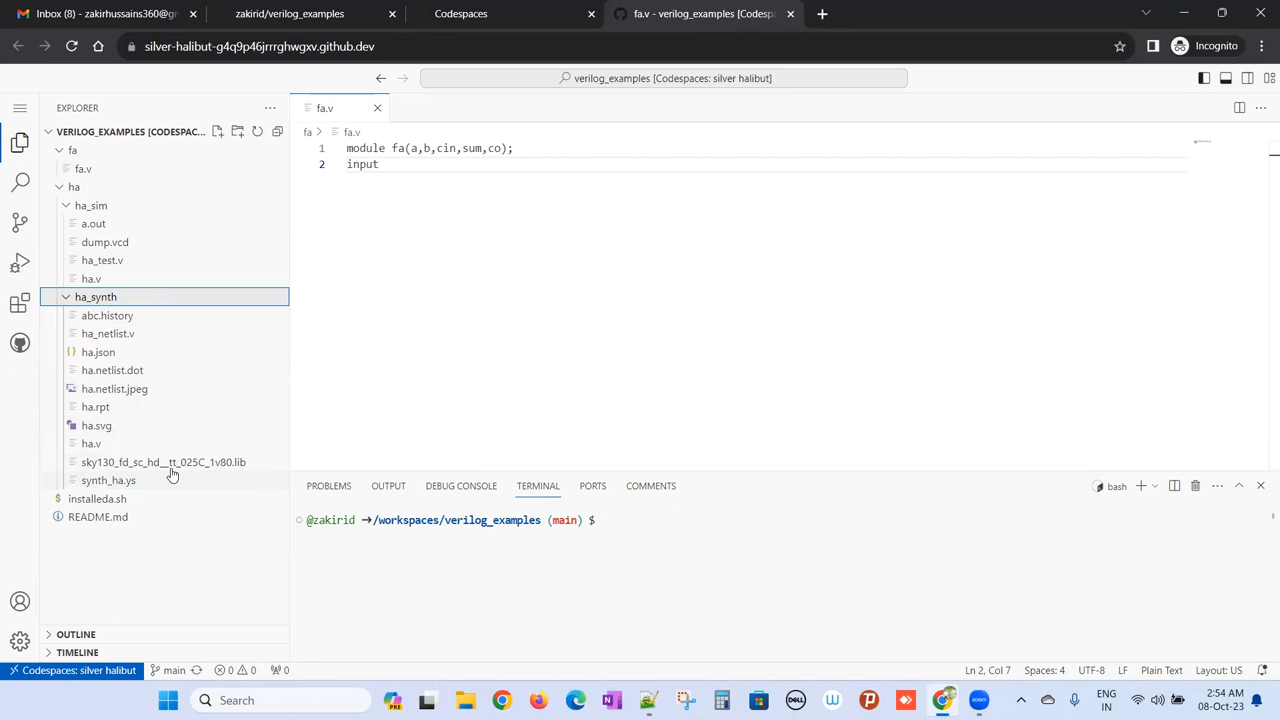 Inbox (8) - zakirhussains360@gn
zakirid/verilog_examples
Codespaces
fa.v - verilog_examples [Codesp
silver-halibut-g4q9p46jrrrghwgxv.github.dev
Incognito
verilog_examples [Codespaces: silver halibut]
EXPLORER
fa.v
VERILOG_EXAMPLES [CODESPAC...
fa > fa.v
fa
1 module fa(a,b,cin,sum,co);
2 input
fa.v
ha
ha_sim
a.out
dump.vcd
ha_test.v
ha.v
ha_synth
abc.history
ha_netlist.v
ha.json
ha.netlist.dot
ha.netlist.jpeg
ha.rpt
ha.svg
ha.v
sky130_fd_sc_hd__tt_025C_1v80.lib
synth_ha.ys
installeda.sh
README.md
PROBLEMS OUTPUT DEBUG CONSOLE TERMINAL PORTS COMMENTS
bash
@zakirid →/workspaces/verilog_examples (main) $
OUTLINE
TIMELINE
Codespaces: silver halibut main 0 0 0
Ln 2, Col 7 Spaces: 4 UTF-8 LF Plain Text Layout: US
Search
ENG
IN
2:54 AM
08-Oct-23